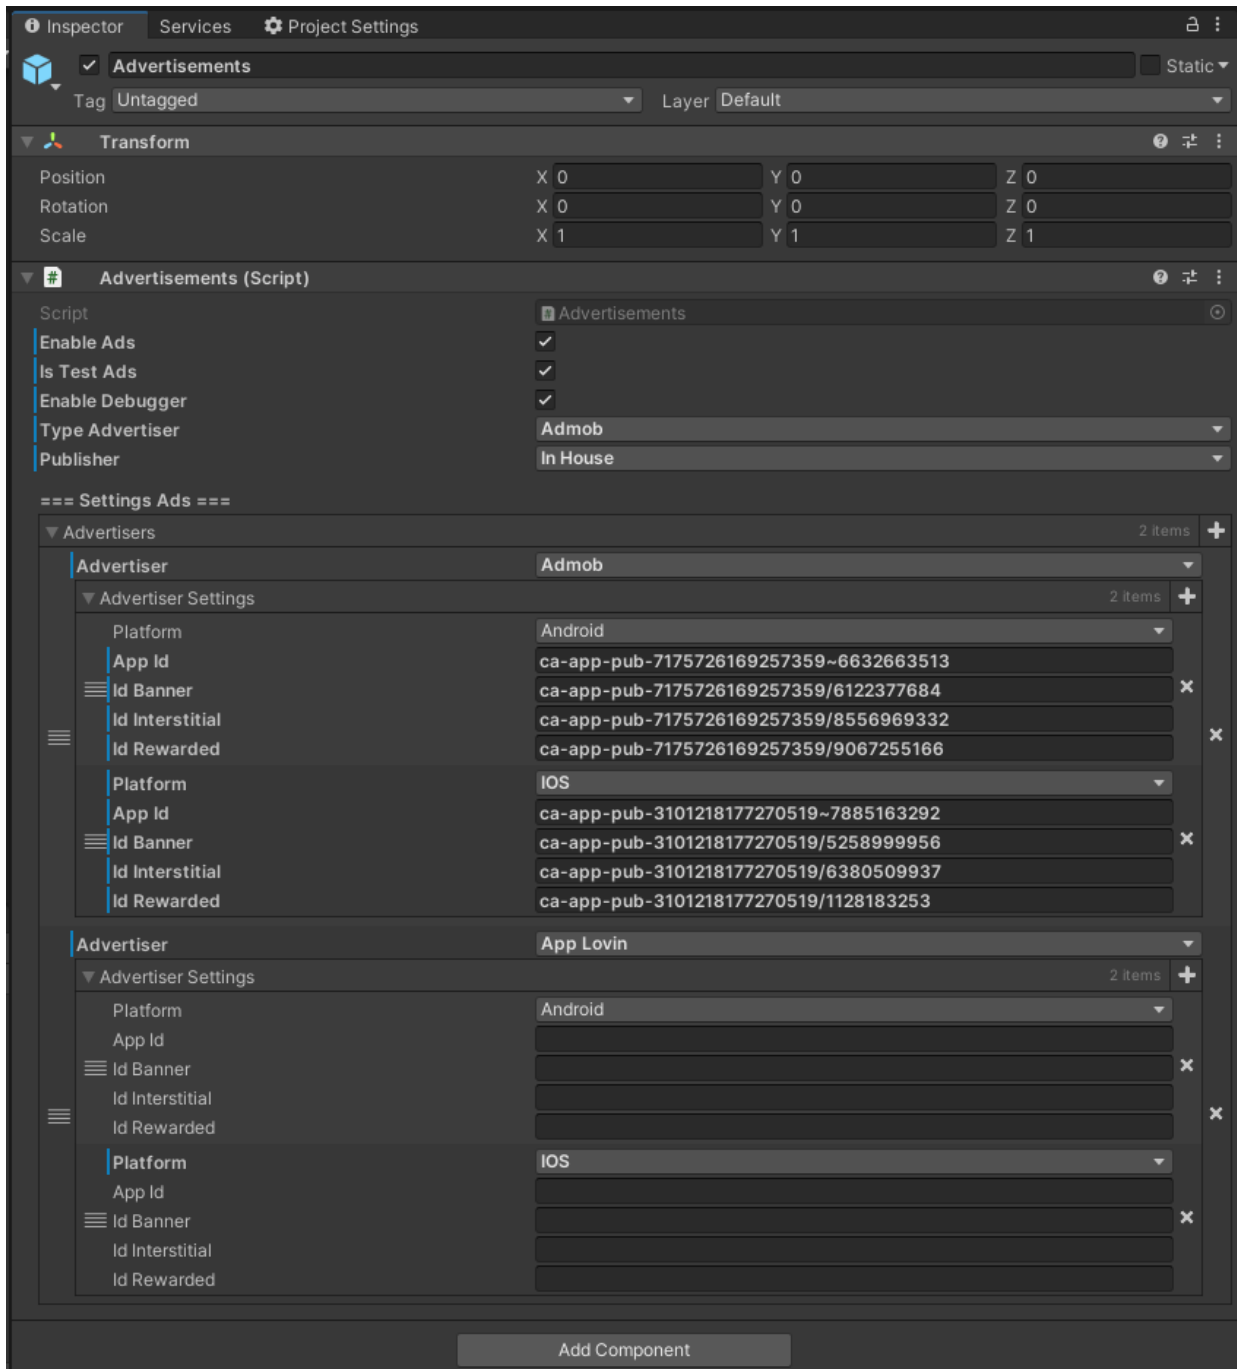 Inspector Services Project Settings
Advertisements Static
Tag Untagged Layer Default
Transform
Position X 0 Y 0 Z 0
Rotation X 0 Y 0 Z 0
Scale X 1 Y 1 Z 1
# Advertisements (Script)
Script Advertisements
Enable Ads
Is Test Ads
Enable Debugger
Type Advertiser Admob
Publisher In House
=== Settings Ads ===
Advertisers 2 items
Advertiser Admob
Advertiser Settings 2 items
Platform Android
App Id ca-app-pub-7175726169257359~6632663513
Id Banner ca-app-pub-7175726169257359/6122377684
Id Interstitial ca-app-pub-7175726169257359/8556969332
Id Rewarded ca-app-pub-7175726169257359/9067255166
Platform IOS
App Id ca-app-pub-3101218177270519~7885163292
Id Banner ca-app-pub-3101218177270519/5258999956
Id Interstitial ca-app-pub-3101218177270519/6380509937
Id Rewarded ca-app-pub-3101218177270519/1128183253
Advertiser App Lovin
Advertiser Settings 2 items
Platform Android
App Id
Id Banner
Id Interstitial
Id Rewarded
Platform IOS
App Id
Id Banner
Id Interstitial
Id Rewarded
Add Component